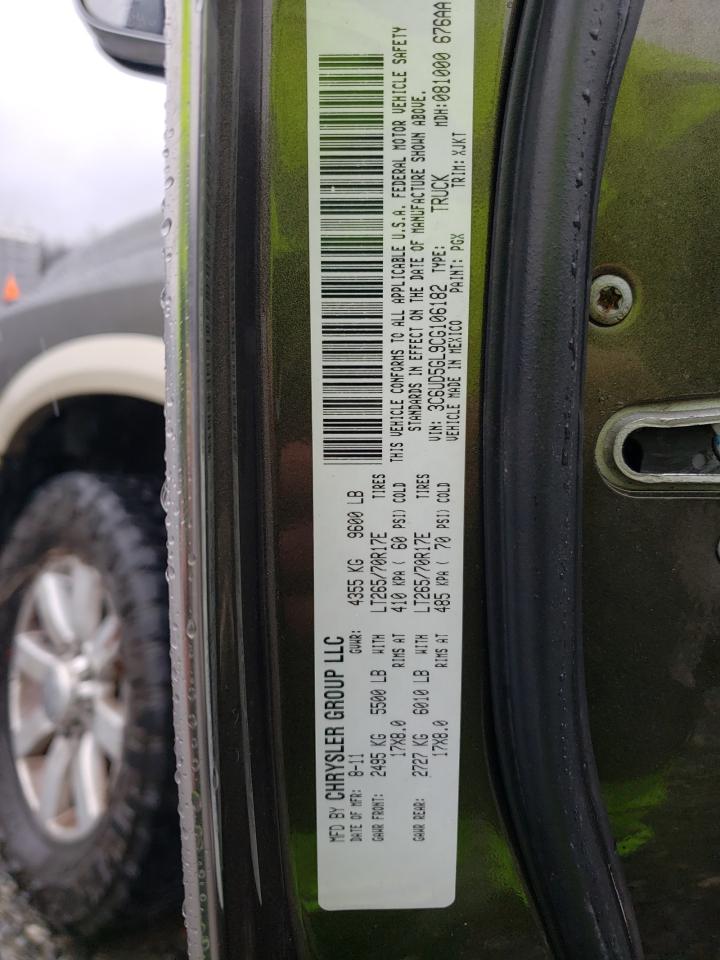 MFD BY CHRYSLER GROUP LLC
DATE OF MFR: 8-11 GVWR: 4355 KG 9600 LB
GAWR FRONT: 2495 KG 5500 LB WITH LT265/70R17E TIRES
17X8.0 RIMS AT 410 KPA ( 60 PSI) COLD
GAWR REAR: 2727 KG 6010 LB WITH LT265/70R17E TIRES
17X8.0 RIMS AT 485 KPA ( 70 PSI) COLD
THIS VEHICLE CONFORMS TO ALL APPLICABLE U.S.A. FEDERAL MOTOR VEHICLE SAFETY
STANDARDS IN EFFECT ON THE DATE OF MANUFACTURE SHOWN ABOVE.
VIN: 3C6UD5GL9CG106182 TYPE: TRUCK MDH:081000 676AA
VEHICLE MADE IN MEXICO PAINT: PGX TRIM: XJKT